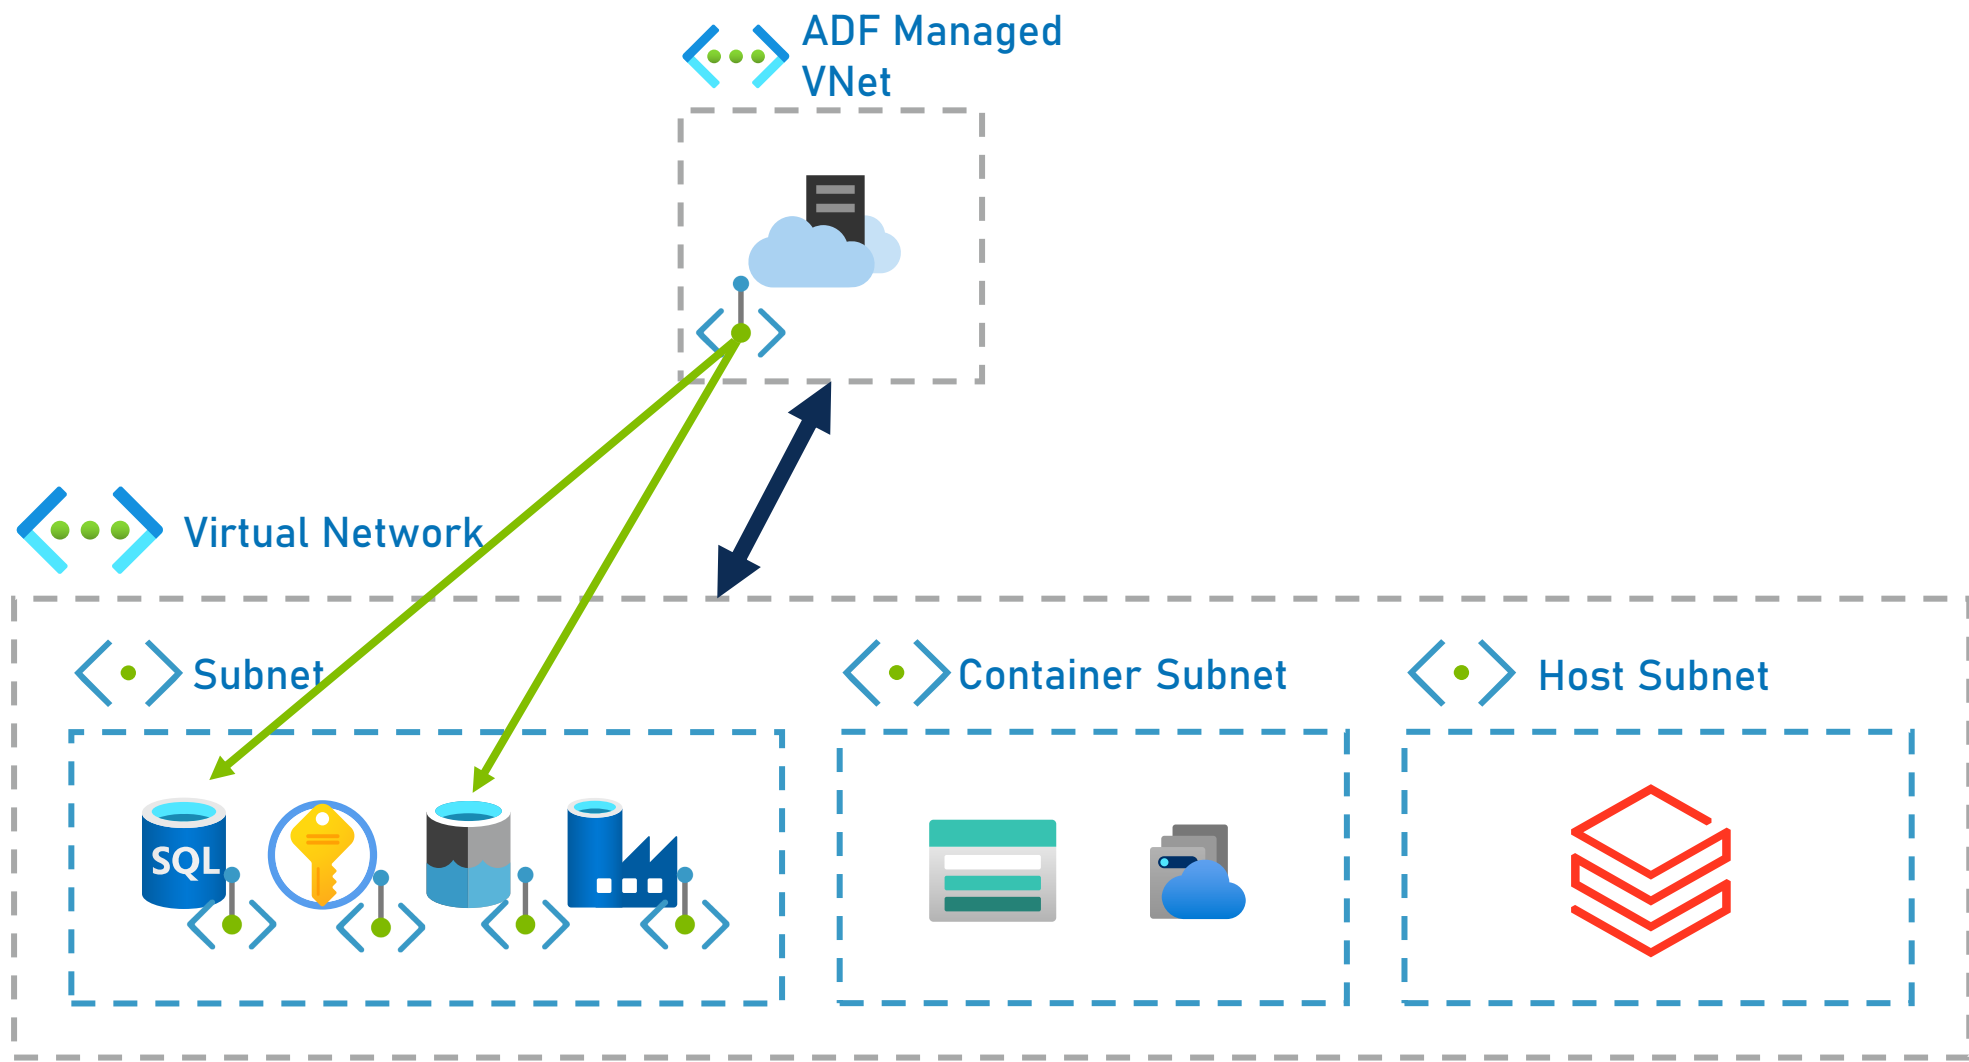 ADF Managed
VNet
Virtual Network
Subnet
Container Subnet
Host Subnet
SQL